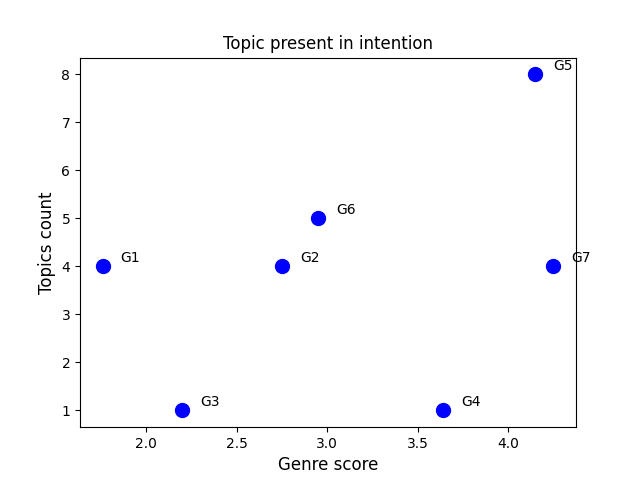 Topic present in intention
Topics count
8
7
6
5
4
3
2
1
G5
G6
G1
G2
G7
G3
G4
2.0 2.5 3.0 3.5 4.0
Genre score